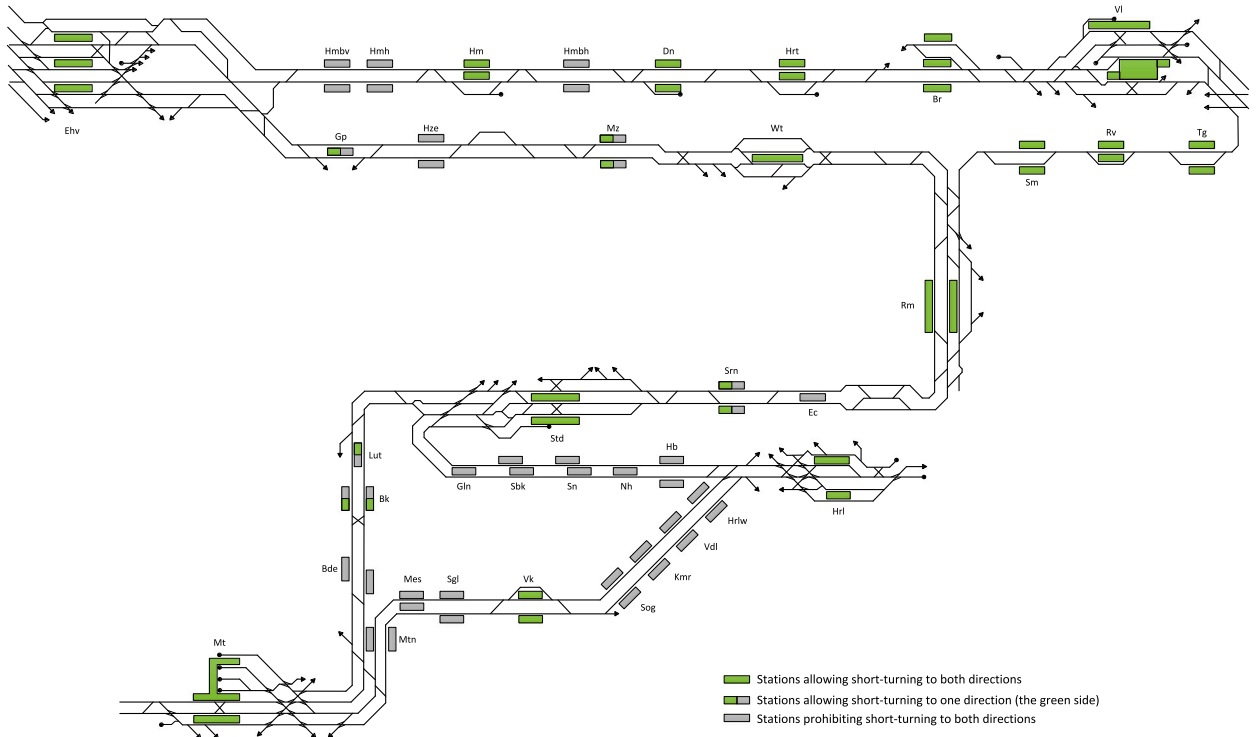 Vl
Hmbv
Hmh
Hm
Hmbh
Dn
Hrt
Br
Ehv
Gp
Hze
Mz
Wt
Rv
Tg
Sm
Rm
Srn
Ec
Std
Lut
Hb
Gln
Sbk
Sn
Nh
Bk
Hrl
Hrlw
Vdl
Bde
Kmr
Mes
Sgl
Vk
Sog
Mtn
Mt
Stations allowing short-turning to both directions
Stations allowing short-turning to one direction (the green side)
Stations prohibiting short-turning to both directions